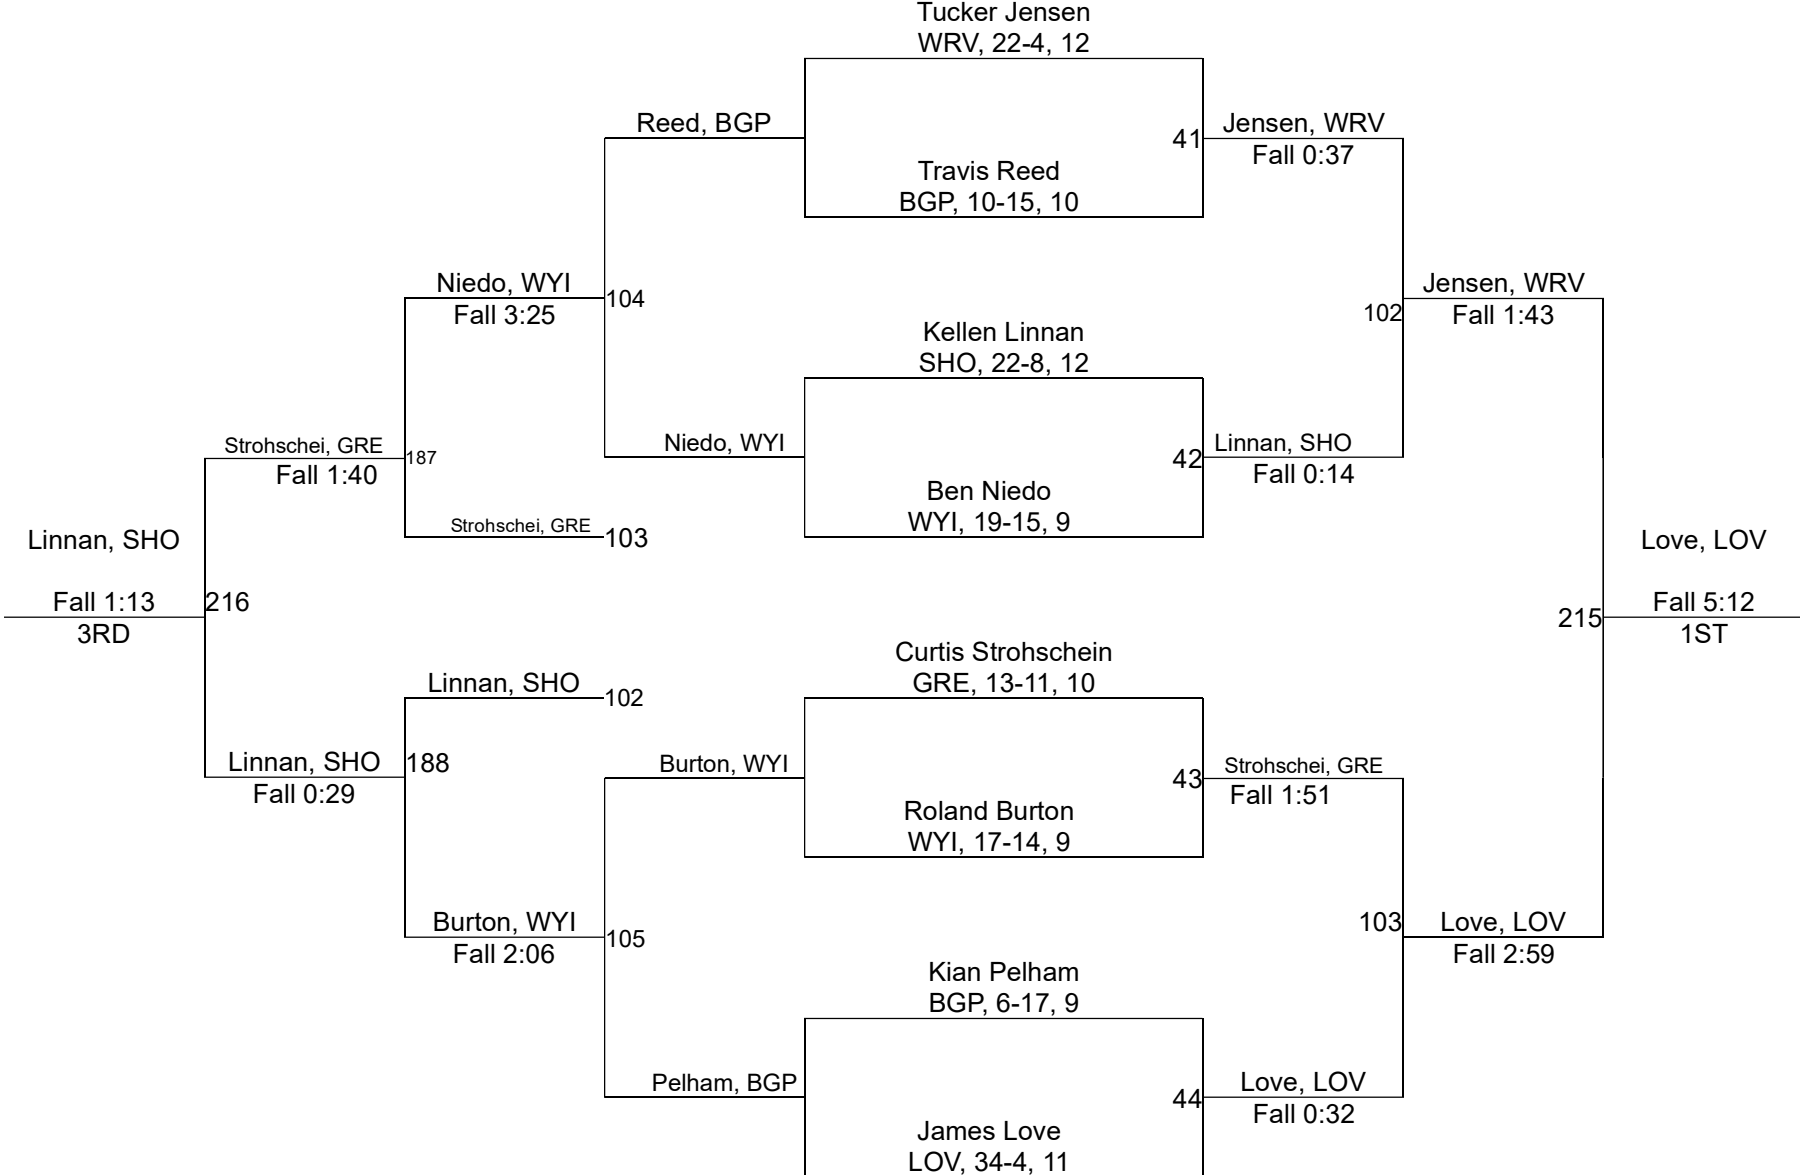 Tucker Jensen
WRV, 22-4, 12
Reed, BGP
41
Jensen, WRV
Fall 0:37
Travis Reed
BGP, 10-15, 10
Niedo, WYI
Fall 3:25
104
Jensen, WRV
Fall 1:43
102
Kellen Linnan
SHO, 22-8, 12
Strohschei, GRE
Fall 1:40
187
Niedo, WYI
42
Linnan, SHO
Fall 0:14
Ben Niedo
WYI, 19-15, 9
Strohschei, GRE
103
Linnan, SHO
Fall 1:13
3RD
216
Love, LOV
215
Fall 5:12
1ST
Curtis Strohschein
GRE, 13-11, 10
Linnan, SHO
102
Linnan, SHO
Fall 0:29
188
Burton, WYI
43
Strohschei, GRE
Fall 1:51
Roland Burton
WYI, 17-14, 9
Burton, WYI
Fall 2:06
105
103
Love, LOV
Fall 2:59
Kian Pelham
BGP, 6-17, 9
Pelham, BGP
44
Love, LOV
Fall 0:32
James Love
LOV, 34-4, 11